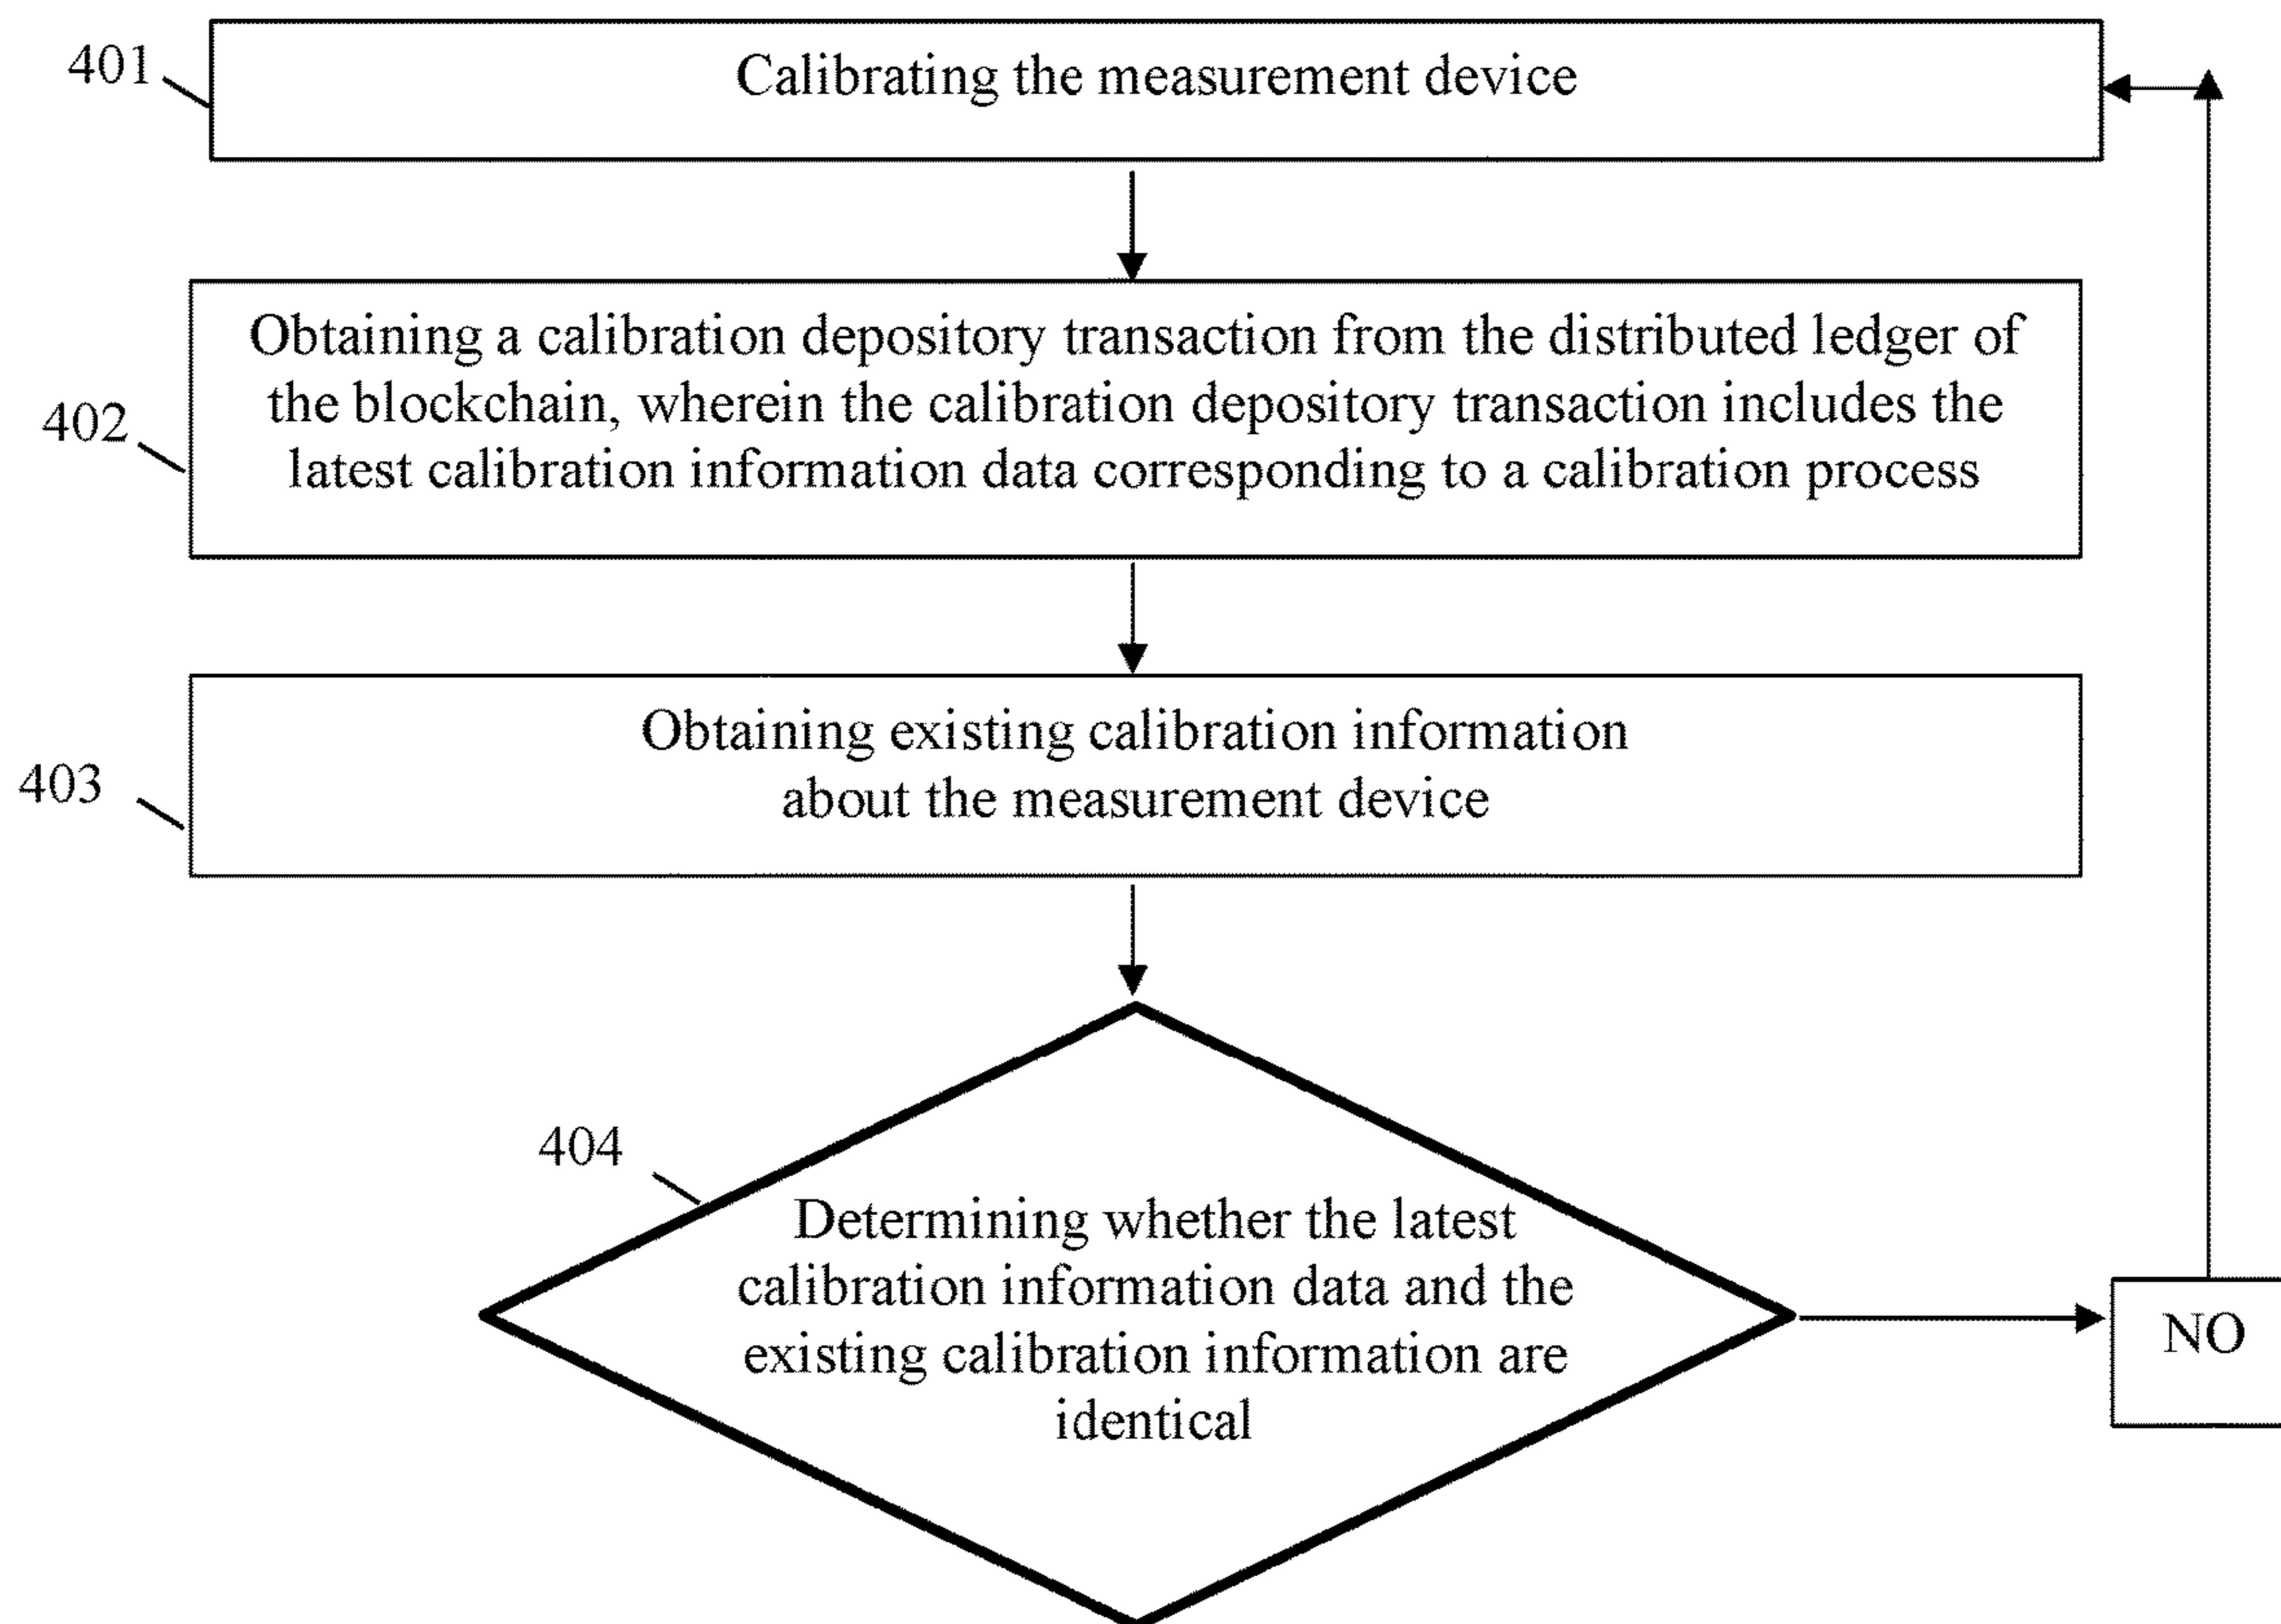 401
Calibrating the measurement device
Obtaining a calibration depository transaction from the distributed ledger of
the blockchain, wherein the calibration depository transaction includes the
402
latest calibration information data corresponding to a calibration process
Obtaining existing calibration information
403
about the measurement device
404
Determining whether the latest
calibration information data and the
existing calibration information are
identical
NO